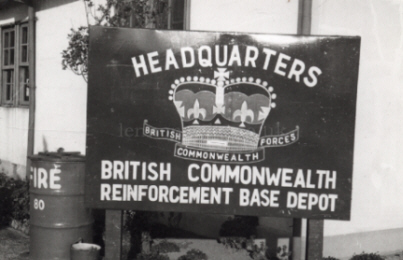 HEADQUARTERS
BRITISH
COMMONWEALTH
FORCES
BRITISH COMMONWEALTH
REINFORCEMENT BASE DEPOT
FIRE
80